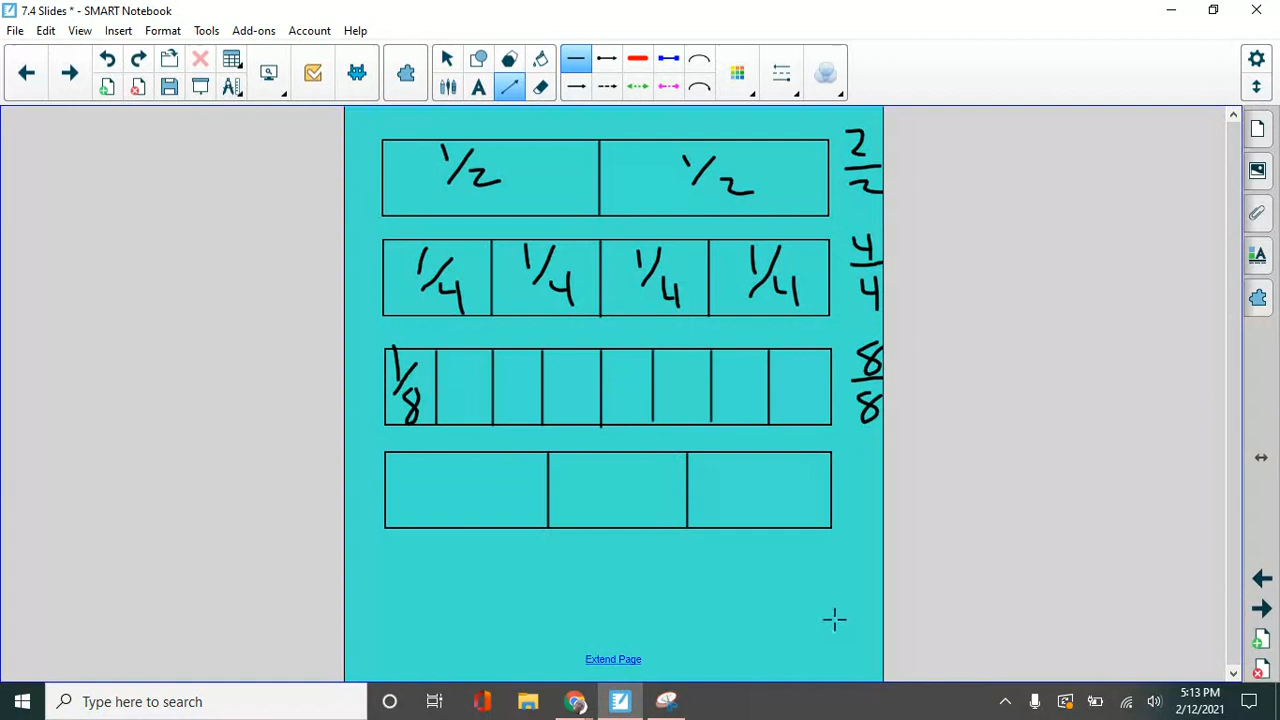 7.4 Slides * - SMART Notebook
File Edit View Insert Format Tools Add-ons Account Help
1/2 1/2 2/2
1/4 1/4 1/4 1/4 4/4
1/8 8/8
Extend Page
Type here to search
5:13 PM
2/12/2021